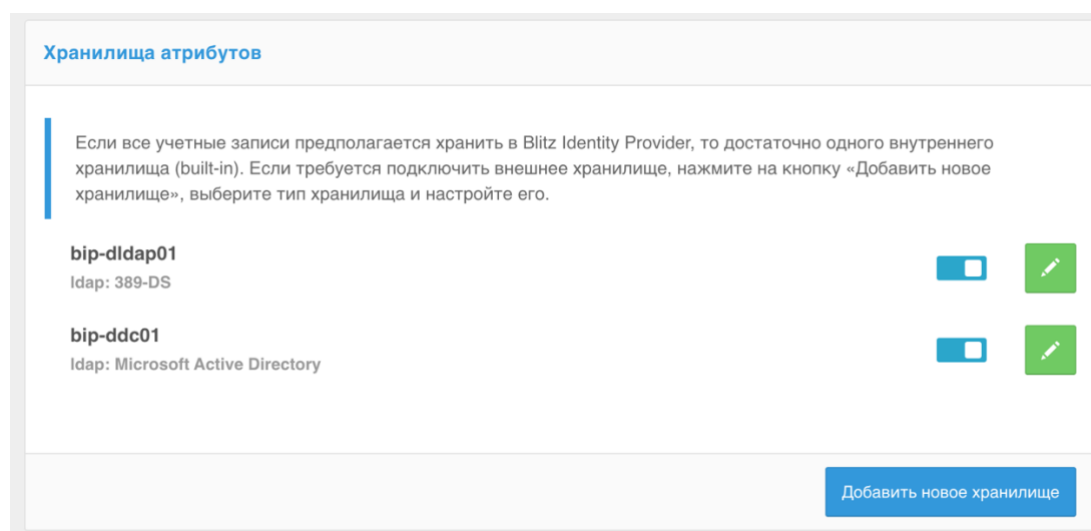 Хранилища атрибутов
Если все учетные записи предполагается хранить в Blitz Identity Provider, то достаточно одного внутреннего
хранилища (built-in). Если требуется подключить внешнее хранилище, нажмите на кнопку «Добавить новое
хранилище», выберите тип хранилища и настройте его.
bip-dldap01
ldap: 389-DS
bip-ddc01
ldap: Microsoft Active Directory
Добавить новое хранилище